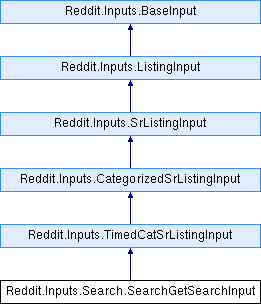 Reddit.Inputs.BaseInput
Reddit.Inputs.ListingInput
Reddit.Inputs.SrListingInput
Reddit.Inputs.CategorizedSrListingInput
Reddit.Inputs.TimedCatSrListingInput
Reddit.Inputs.Search.SearchGetSearchInput